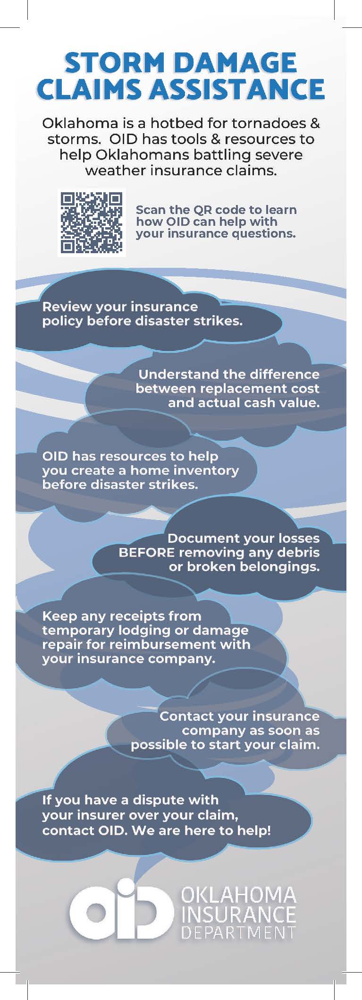 STORM DAMAGE
CLAIMS ASSISTANCE
Oklahoma is a hotbed for tornadoes &
storms. OID has tools & resources to
help Oklahomans battling severe
weather insurance claims.
Scan the QR code to learn
how OID can help with
your insurance questions.
Review your insurance
policy before disaster strikes.
Understand the difference
between replacement cost
and actual cash value.
OID has resources to help
you create a home inventory
before disaster strikes.
Document your losses
BEFORE removing any debris
or broken belongings.
Keep any receipts from
temporary lodging or damage
repair for reimbursement with
your insurance company.
Contact your insurance
company as soon as
possible to start your claim.
If you have a dispute with
your insurer over your claim,
contact OID. We are here to help!
OiD
OKLAHOMA
INSURANCE
DEPARTMENT